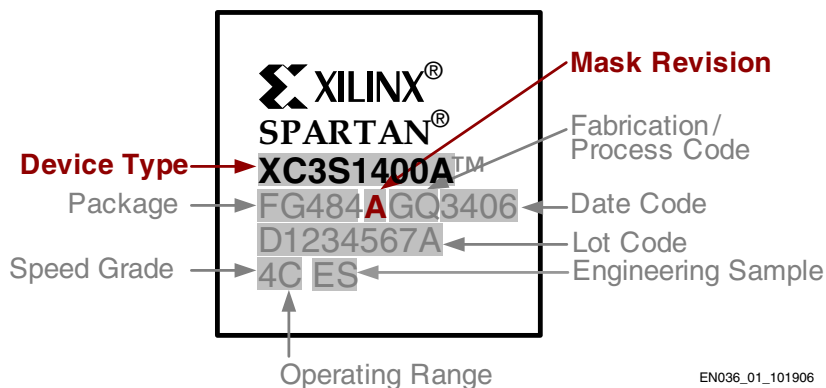 XILINX®
SPARTAN®
Mask Revision
Fabrication/
Process Code
Device Type
XC3S1400A™
Package
FG484AGQ3406
Date Code
D1234567A
Lot Code
Speed Grade
4C ES
Engineering Sample
Operating Range
EN036_01_101906